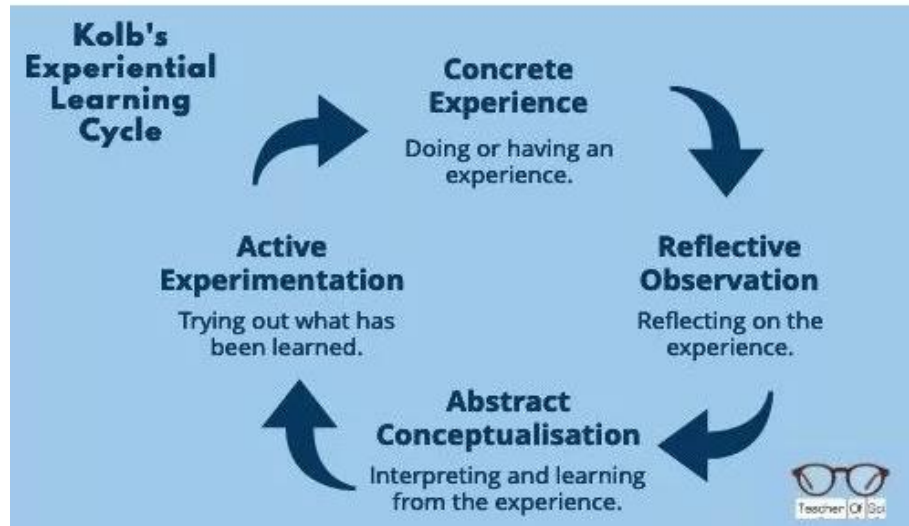 Kolb's
Experiential
Learning
Cycle
Concrete
Experience
Doing or having an
experience.
Reflective
Observation
Reflecting on the
experience.
Abstract
Conceptualisation
Interpreting and learning
from the experience.
Active
Experimentation
Trying out what has
been learned.
Teacher Of Sci